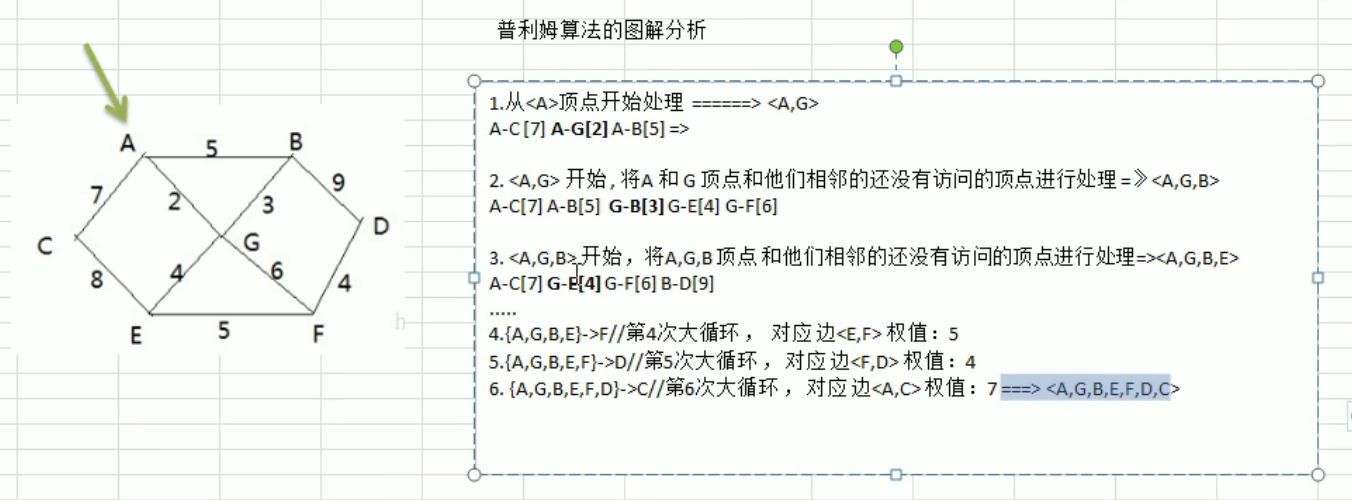 普利姆算法的图解分析
A
5
B
7
2
3
9
C
G
D
8
4
6
4
E
5
F
h
1.从<A>顶点开始处理 ======> <A,G>
A-C [7] A-G[2] A-B[5] =>
2. <A,G> 开始 , 将A 和 G 顶点和他们相邻的还没有访问的顶点进行处理 =》<A,G,B>
A-C[7] A-B[5] G-B[3] G-E[4] G-F[6]
3. <A,G,B> 开始，将A,G,B 顶点 和他们相邻的还没有访问的顶点进行处理=><A,G,B,E>
A-C[7] G-E[4] G-F[6] B-D[9]
.....
4.{A,G,B,E}->F//第4次大循环 ， 对应 边<E,F> 权值：5
5.{A,G,B,E,F}->D//第5次大循环 ，对应边<F,D> 权值：4
6. {A,G,B,E,F,D}->C//第6次大循环 ，对应 边<A,C> 权值：7 ===> <A,G,B,E,F,D,C>